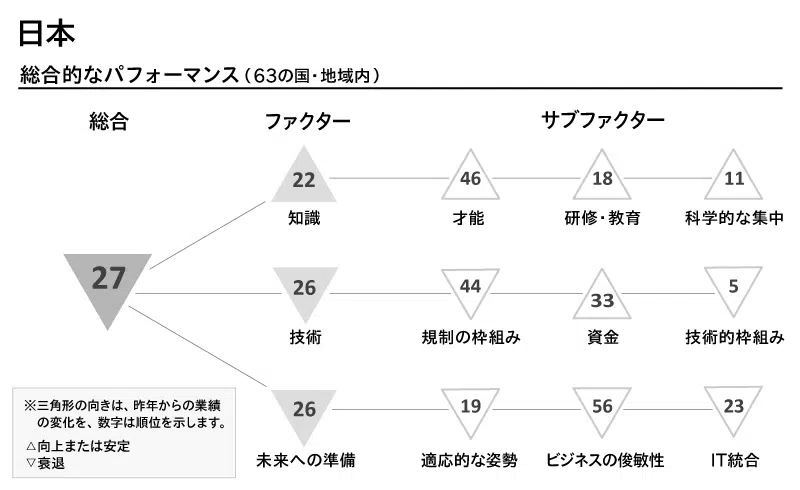 日本
総合的なパフォーマンス（63の国・地域内）
総合 ファクター サブファクター
22 46 18 11
知識 才能 研修・教育 科学的な集中
27
26 44 33 5
技術 規制の枠組み 資金 技術的枠組み
26 19 56 23
未来への準備 適応的な姿勢 ビジネスの俊敏性 IT統合
※三角形の向きは、昨年からの業績
の変化を、数字は順位を示します。
△向上または安定
▽衰退